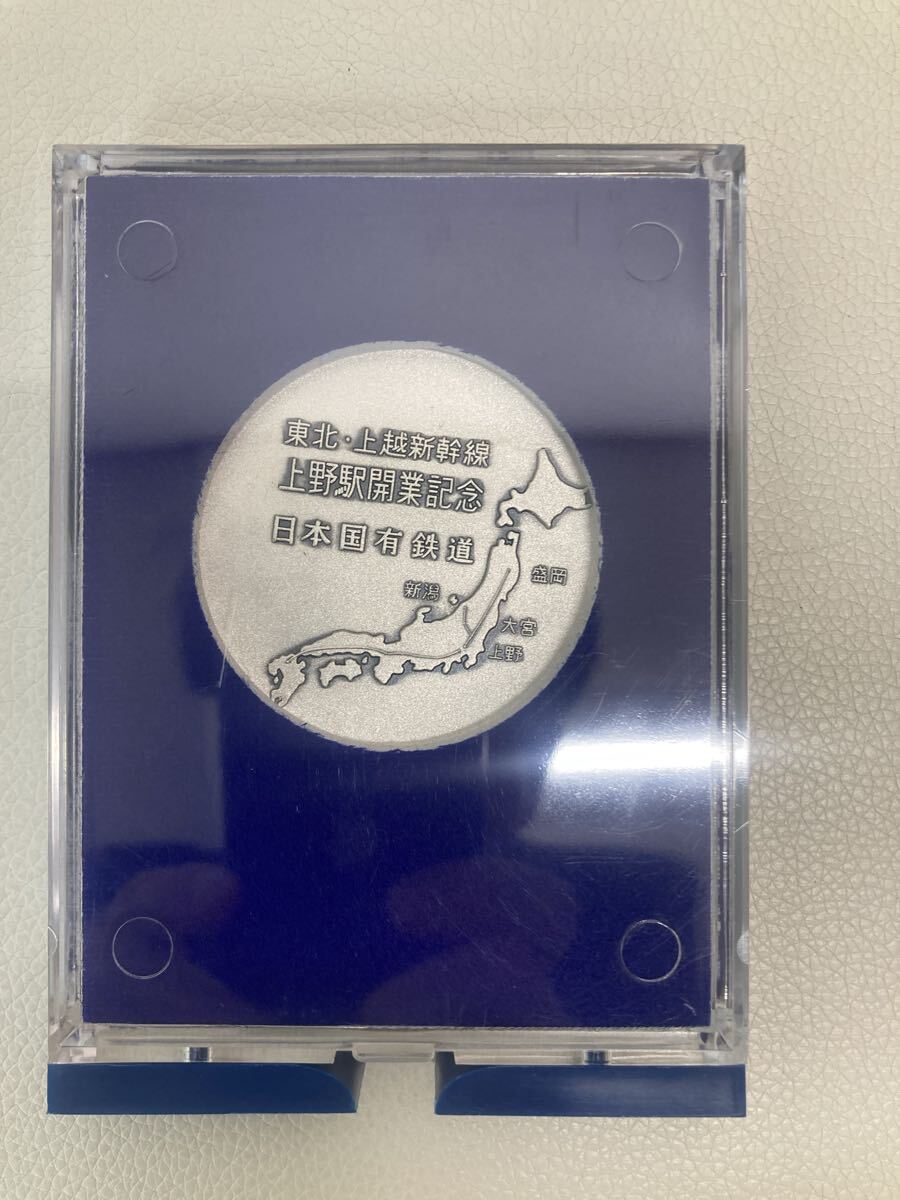 東北・上越新幹線
上野駅開業記念
日本国有鉄道
盛岡
新潟
大宮
上野